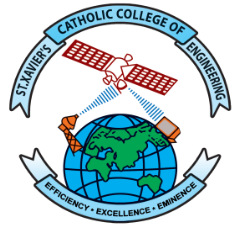 ST.XAVIER'S CATHOLIC COLLEGE OF ENGINEERING
EFFICIENCY • EXCELLENCE • EMINENCE